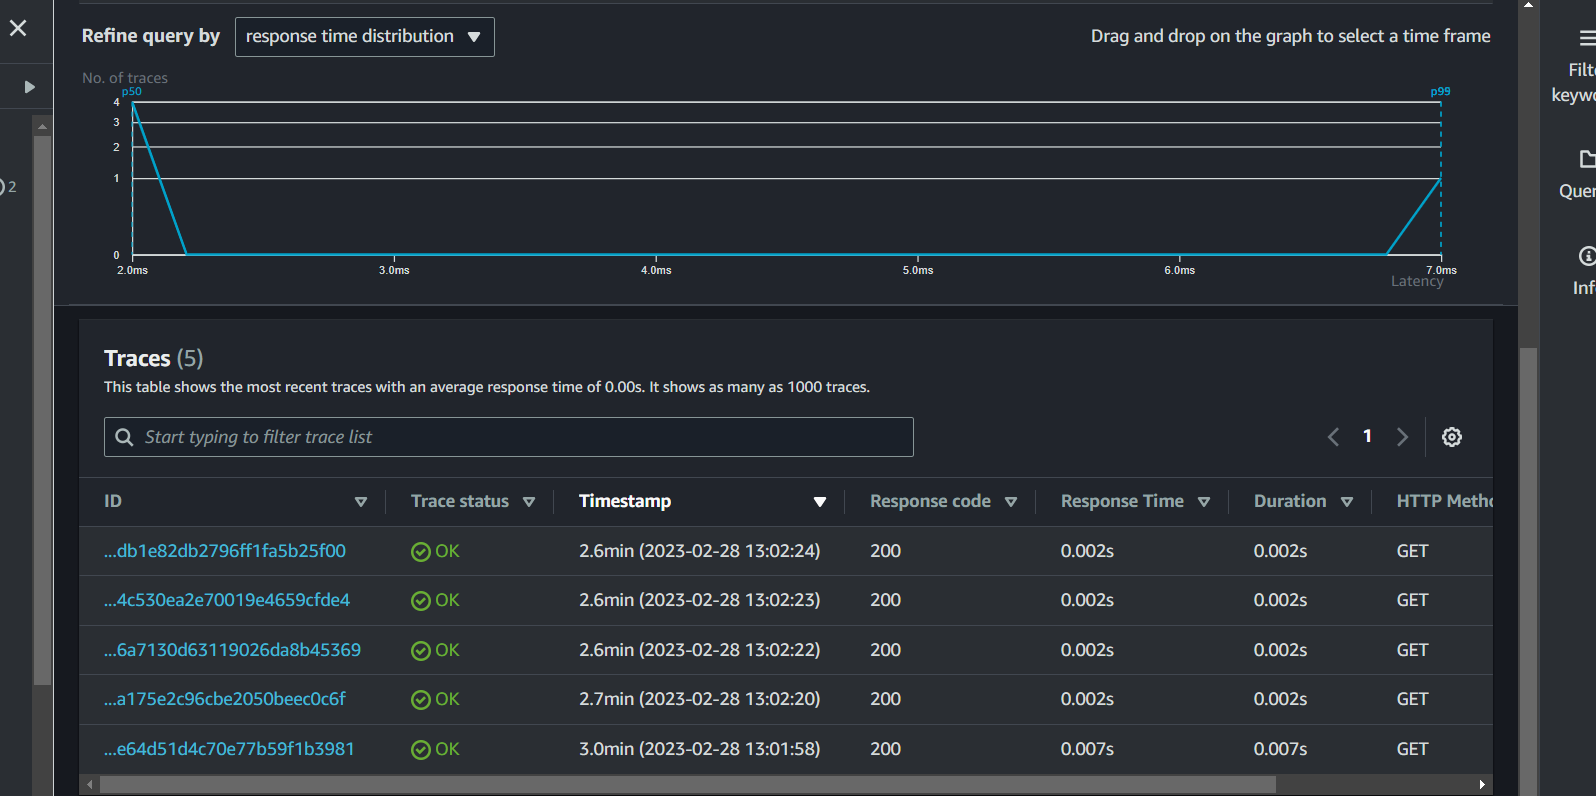 Refine query by response time distribution Drag and drop on the graph to select a time frame
No. of traces
p50 p99
4
3
2
1
0
2.0ms 3.0ms 4.0ms 5.0ms 6.0ms 7.0ms
Latency
Traces (5)
This table shows the most recent traces with an average response time of 0.00s. It shows as many as 1000 traces.
Start typing to filter trace list 1
ID Trace status Timestamp Response code Response Time Duration HTTP Metho
...db1e82db2796ff1fa5b25f00 OK 2.6min (2023-02-28 13:02:24) 200 0.002s 0.002s GET
...4c530ea2e70019e4659cfde4 OK 2.6min (2023-02-28 13:02:23) 200 0.002s 0.002s GET
...6a7130d63119026da8b45369 OK 2.6min (2023-02-28 13:02:22) 200 0.002s 0.002s GET
...a175e2c96cbe2050beec0c6f OK 2.7min (2023-02-28 13:02:20) 200 0.002s 0.002s GET
...e64d51d4c70e77b59f1b3981 OK 3.0min (2023-02-28 13:01:58) 200 0.007s 0.007s GET
2
Filt
keywo
Quer
Inf